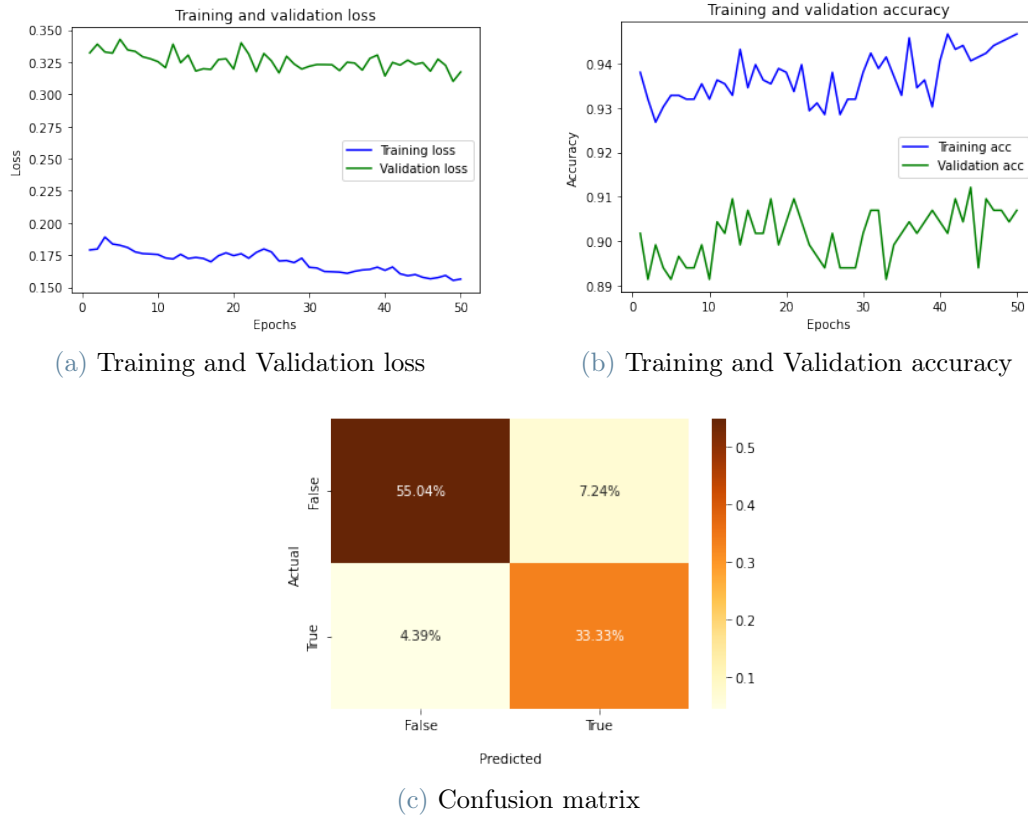 Training and validation loss
0.350
0.325
0.300
0.275
0.250
0.225
0.200
0.175
0.150
Loss
Training loss
Validation loss
0 10 20 30 40 50
Epochs
(a) Training and Validation loss
Training and validation accuracy
0.94
0.93
0.92
0.91
0.90
0.89
Accuracy
Training acc
Validation acc
0 10 20 30 40 50
Epochs
(b) Training and Validation accuracy
Actual
False
True
55.04% 7.24%
4.39% 33.33%
False True
Predicted
0.5
0.4
0.3
0.2
0.1
(c) Confusion matrix